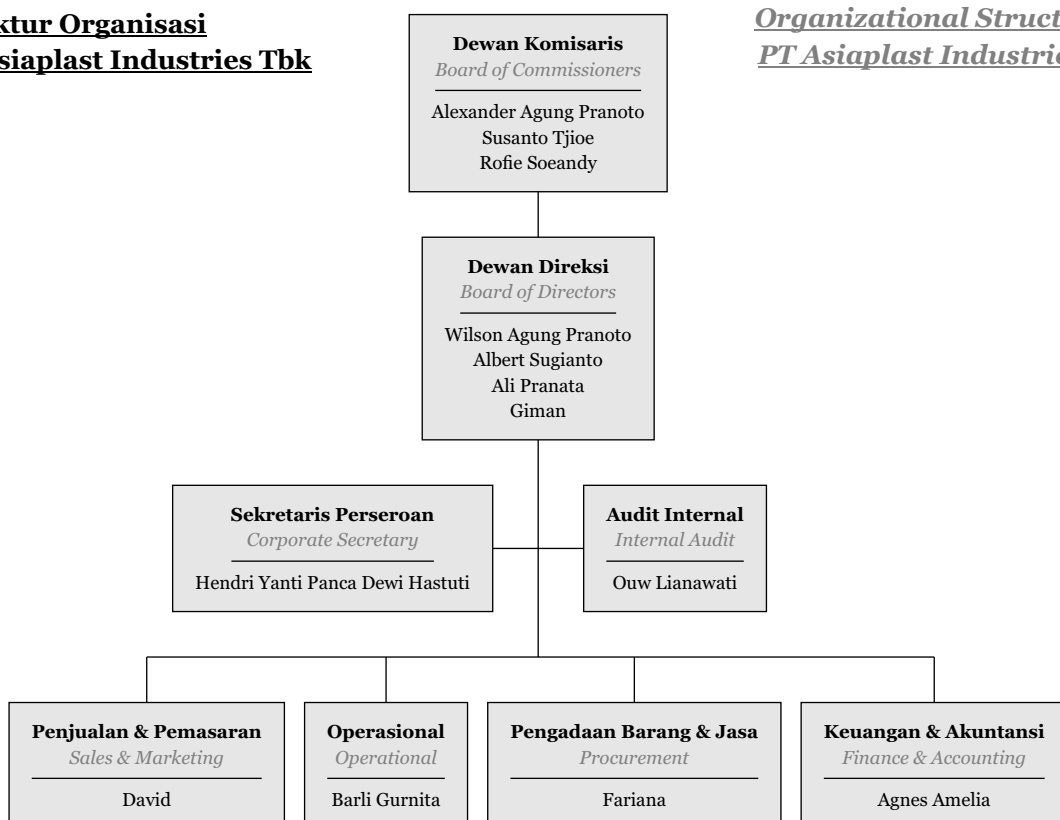 ktur Organisasi
siaplast Industries Tbk
Organizational Struct
PT Asiaplast Industrie
Dewan Komisaris
Board of Commissioners
Alexander Agung Pranoto
Susanto Tjioe
Rofie Soeandy
Dewan Direksi
Board of Directors
Wilson Agung Pranoto
Albert Sugianto
Ali Pranata
Giman
Sekretaris Perseroan
Corporate Secretary
Hendri Yanti Panca Dewi Hastuti
Audit Internal
Internal Audit
Ouw Lianawati
Penjualan & Pemasaran
Sales & Marketing
David
Operasional
Operational
Barli Gurnita
Pengadaan Barang & Jasa
Procurement
Fariana
Keuangan & Akuntansi
Finance & Accounting
Agnes Amelia